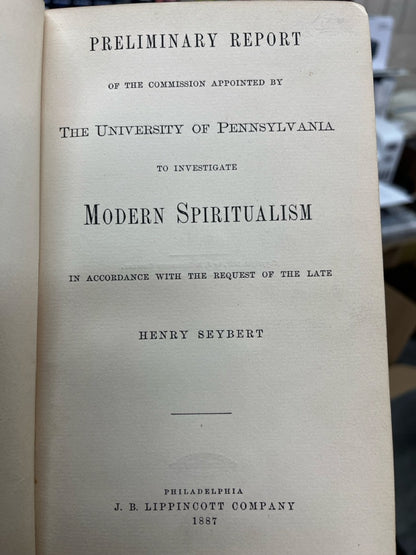 PRELIMINARY REPORT
OF THE COMMISSION APPOINTED BY
THE UNIVERSITY OF PENNSYLVANIA
TO INVESTIGATE
MODERN SPIRITUALISM
IN ACCORDANCE WITH THE REQUEST OF THE LATE
HENRY SEYBERT
PHILADELPHIA
J. B. LIPPINCOTT COMPANY
1887